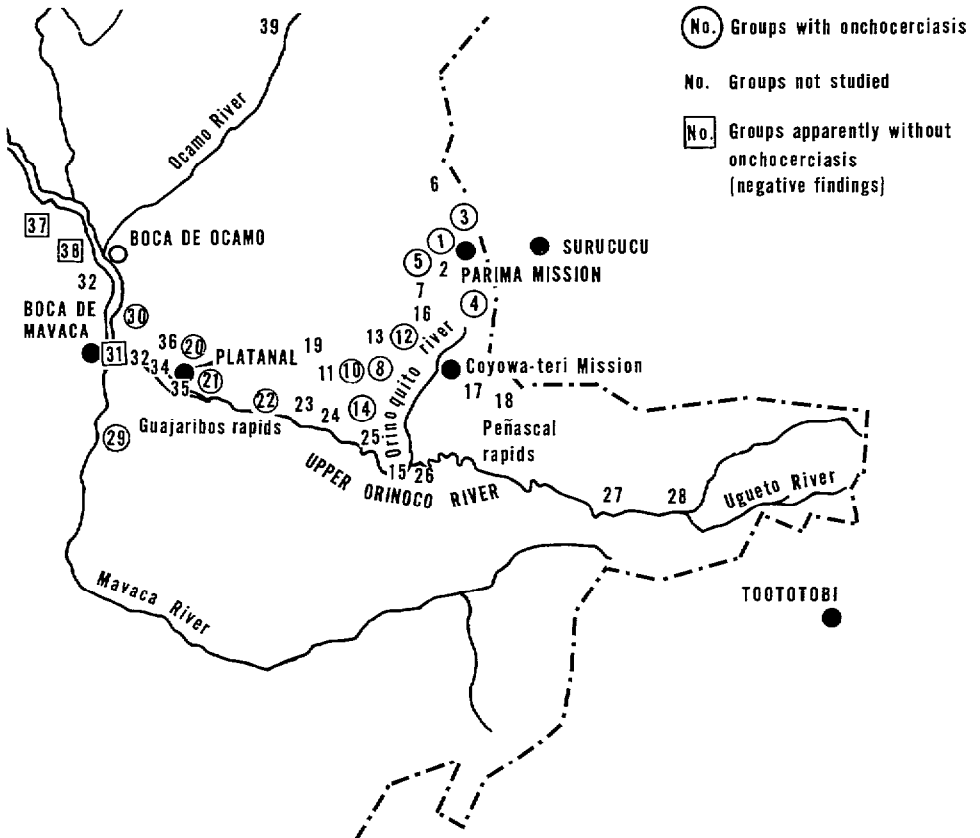 39
No. Groups with onchocerciasis
No. Groups not studied
No. Groups apparently without
onchocerciasis
(negative findings)
Ocamo River
6
37
3
38
BOCA DE OCAMO
1
SURUCUCU
5
2
PARIMA MISSION
32
7
4
BOCA DE
MAVACA
30
16
36
20
19
13
12
31
32
34
PLATANAL
11
10
8
Coyowa-teri Mission
35
21
17
18
22
23
24
14
Orinoquito river
Guajaribos rapids
25
Peñascal
rapids
29
15
26
UPPER ORINOCO RIVER
27
28
Ugueto River
Mavaca River
TOOTOTOBI